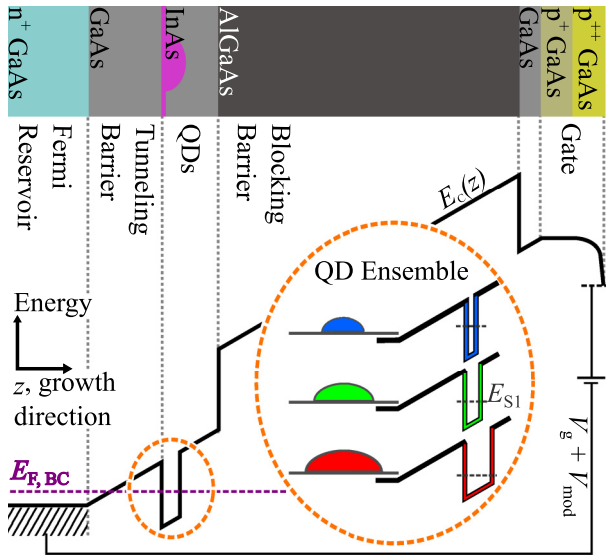 n⁺ GaAs
GaAs
InAs
AlGaAs
GaAs
p⁺ GaAs
p⁺⁺ GaAs
Fermi
Reservoir
Tunneling
Barrier
QDs
Blocking
Barrier
Gate
E_C(z)
QD Ensemble
Energy
z, growth
direction
E_S1
E_F, BC
V_g + V_mod